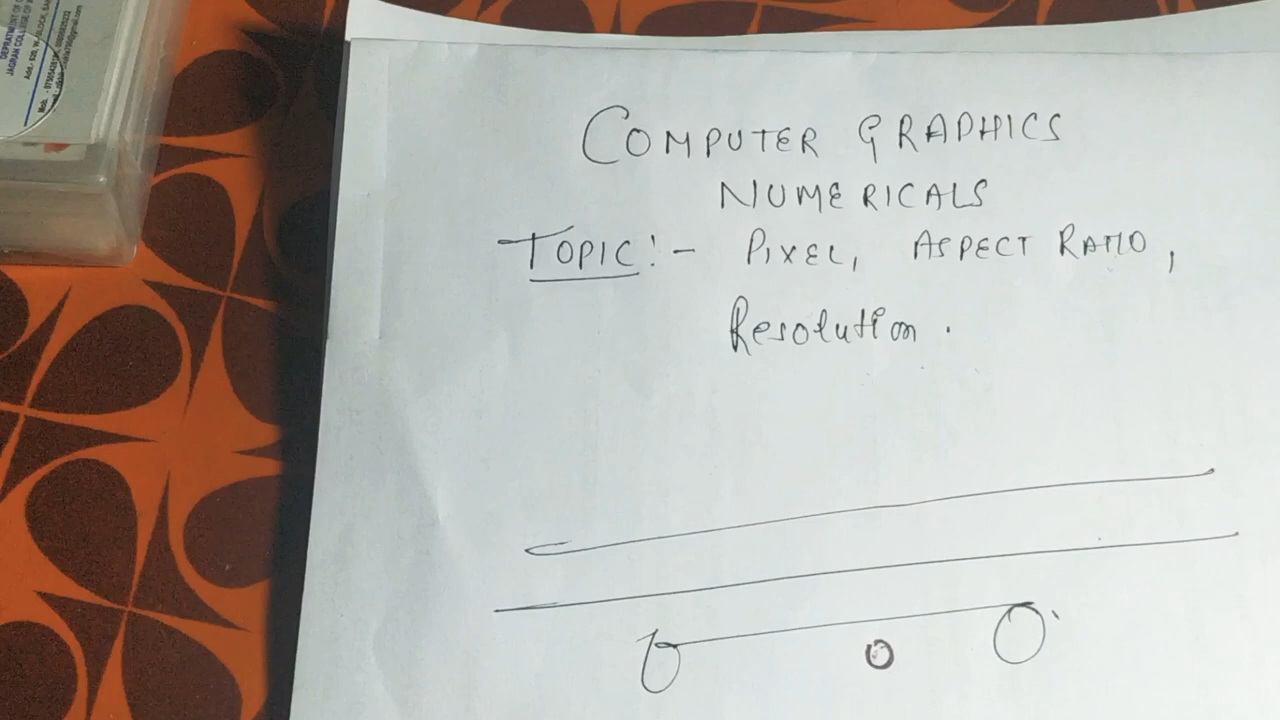 COMPUTER GRAPHICS
NUMERICALS
TOPIC:- PIXEL, ASPECT RATIO,
Resolution.